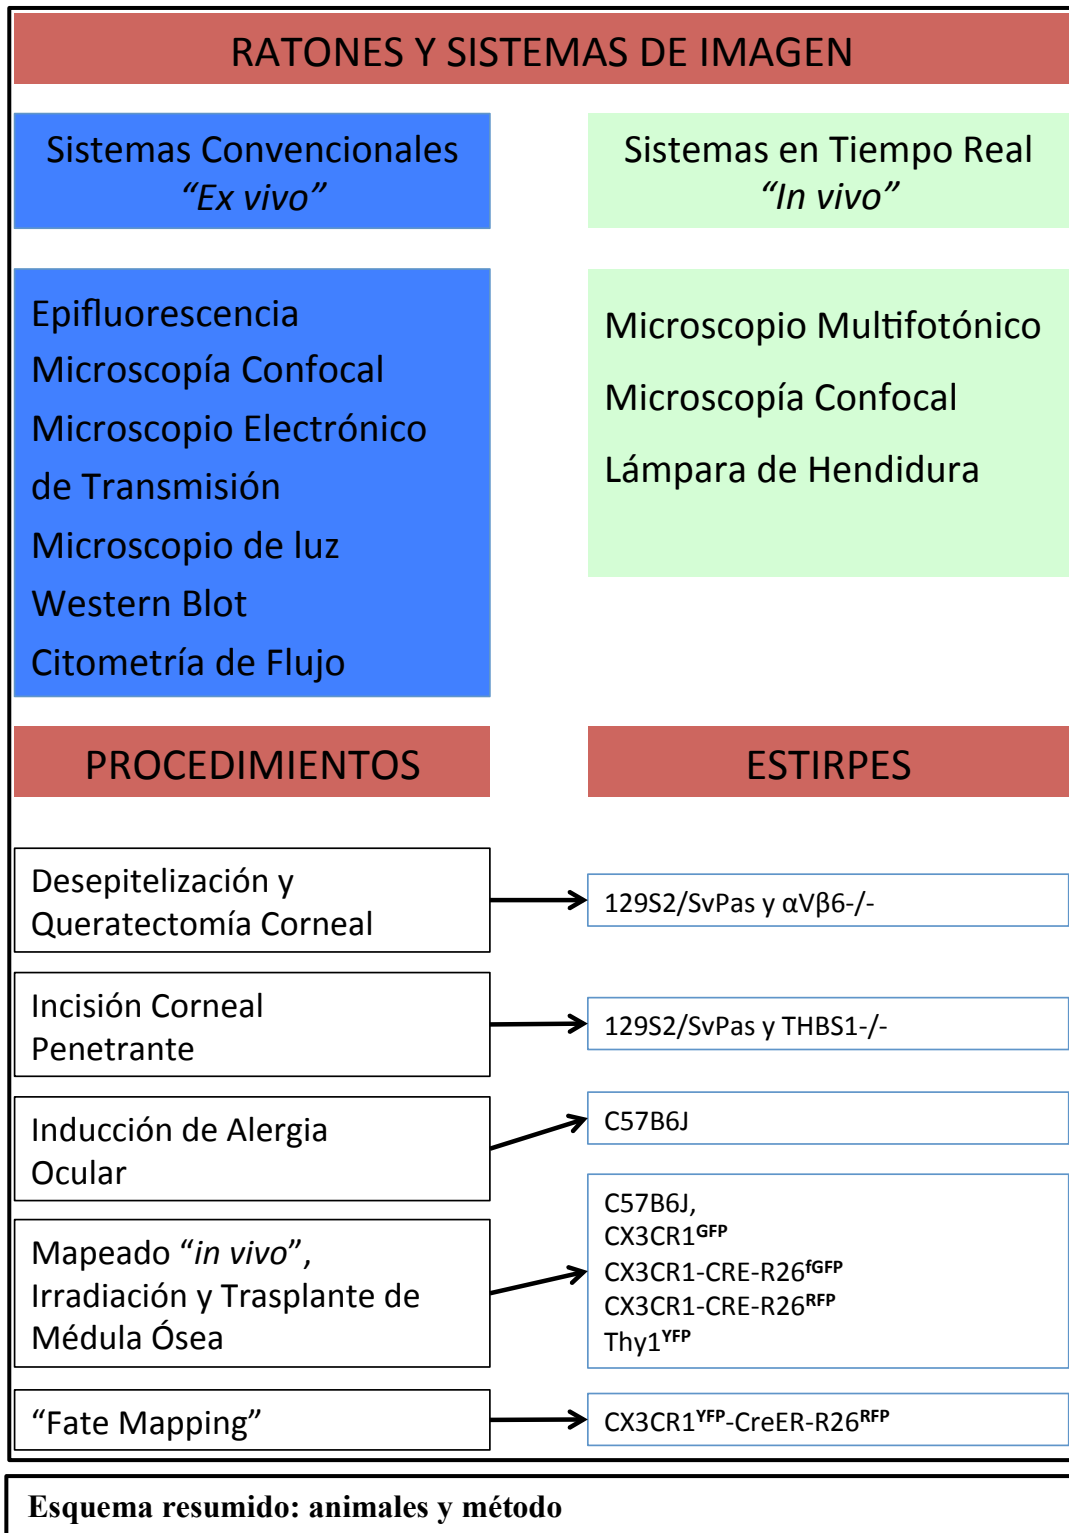 RATONES Y SISTEMAS DE IMAGEN
Sistemas Convencionales
“Ex vivo”
Sistemas en Tiempo Real
“In vivo”
Epifluorescencia
Microscopía Confocal
Microscopio Electrónico
de Transmisión
Microscopio de luz
Western Blot
Citometría de Flujo
Microscopio Multifotónico
Microscopía Confocal
Lámpara de Hendidura
PROCEDIMIENTOS
ESTIRPES
Desepitelización y
Queratectomía Corneal
129S2/SvPas y αVβ6-/-
Incisión Corneal
Penetrante
129S2/SvPas y THBS1-/-
Inducción de Alergia
Ocular
C57B6J
Mapeado “in vivo”,
Irradiación y Trasplante de
Médula Ósea
C57B6J,
CX3CR1GFP
CX3CR1-CRE-R26fGFP
CX3CR1-CRE-R26RFP
Thy1YFP
“Fate Mapping”
CX3CR1YFP-CreER-R26RFP
Esquema resumido: animales y método